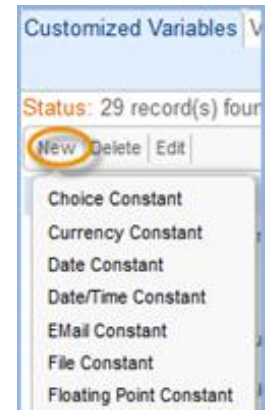 Customized Variables
Status: 29 record(s) four
New Delete Edit
Choice Constant
Currency Constant
Date Constant
Date/Time Constant
EMail Constant
File Constant
Floating Point Constant